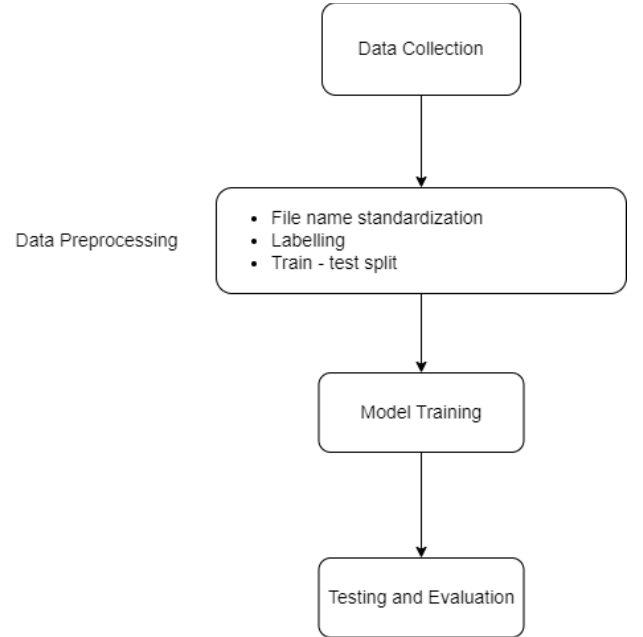 Data Collection
Data Preprocessing
• File name standardization
• Labelling
• Train - test split
Model Training
Testing and Evaluation